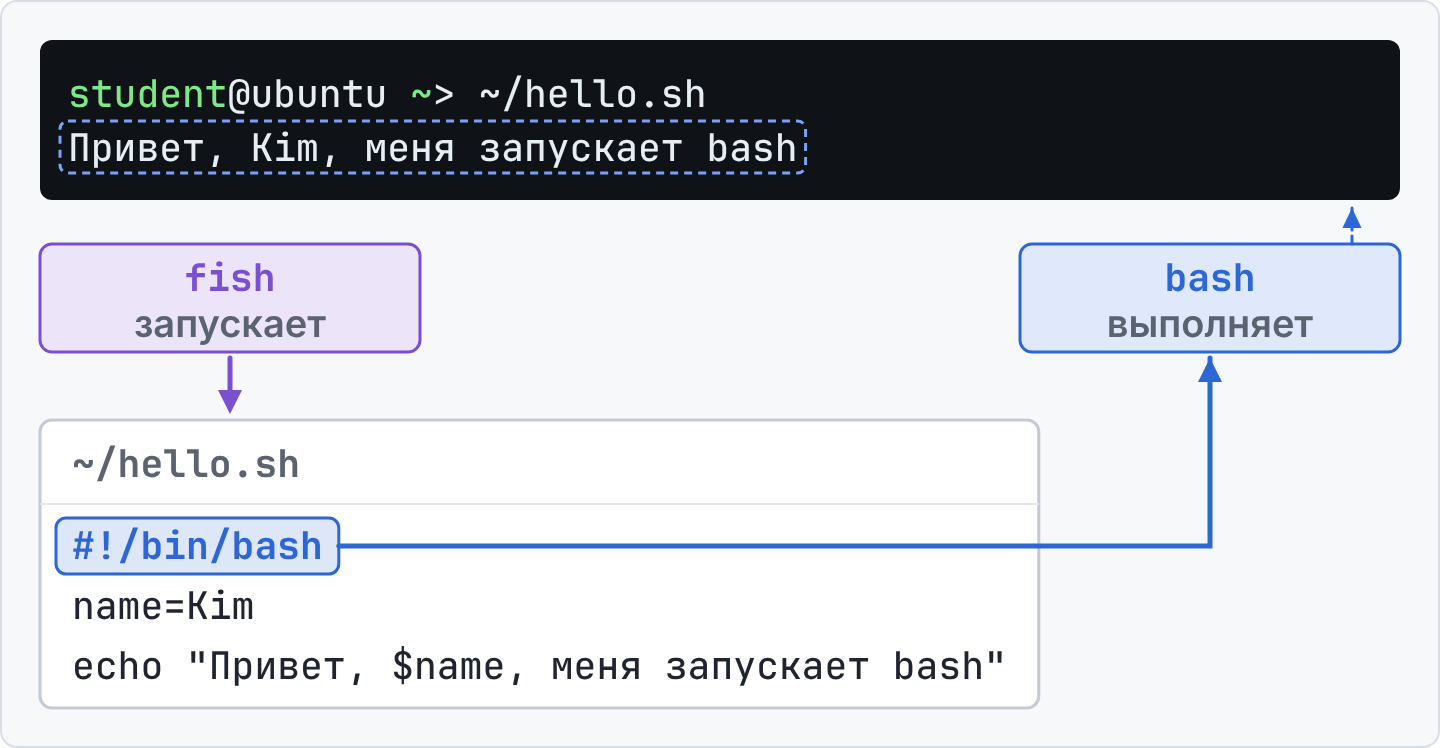 student@ubuntu ~> ~/hello.sh
Привет, Kim, меня запускает bash
fish
запускает
bash
выполняет
~/hello.sh
#!/bin/bash
name=Kim
echo "Привет, $name, меня запускает bash"